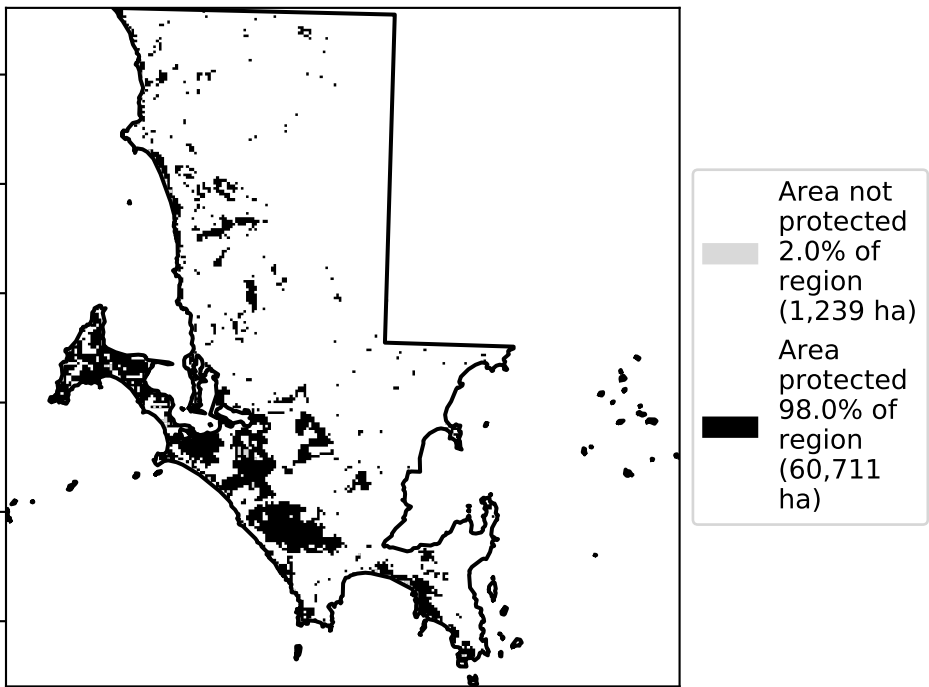 Area not
protected
2.0% of
region
(1,239 ha)
Area
protected
98.0% of
region
(60,711
ha)